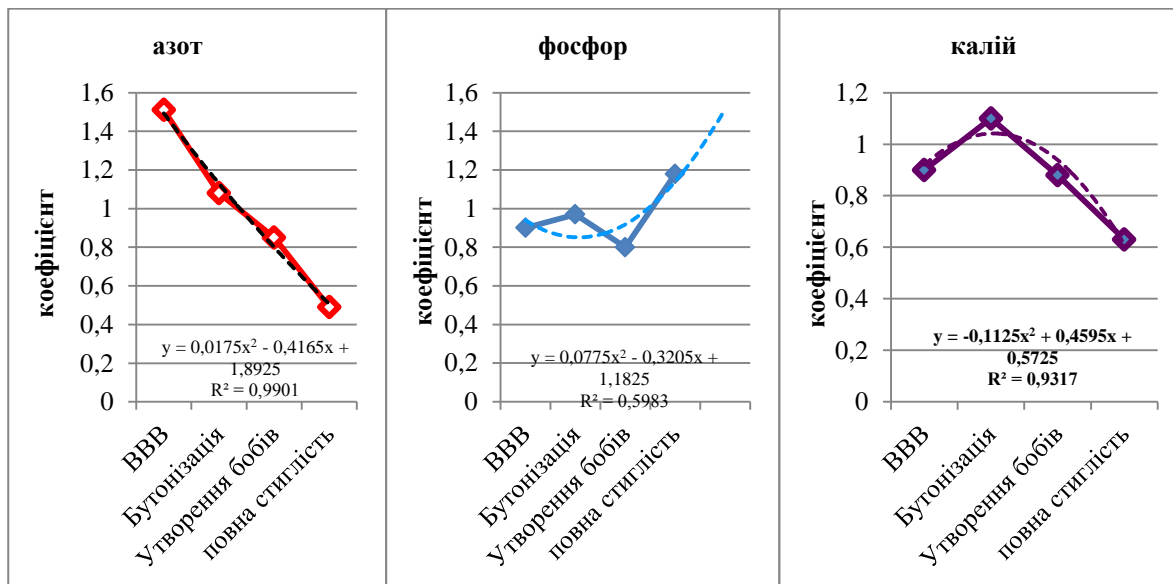 азот
коефіцієнт
1,6
1,4
1,2
1
0,8
0,6
0,4
0,2
0
y = 0,0175x² - 0,4165x +
1,8925
R² = 0,9901
ВВВ
Бутонізація
Утворення бобів
повна стиглість
фосфор
коефіцієнт
1,6
1,4
1,2
1
0,8
0,6
0,4
0,2
0
y = 0,0775x² - 0,3205x +
1,1825
R² = 0,5983
ВВВ
Бутонізація
Утворення бобів
повна стиглість
калій
коефіцієнт
1,2
1
0,8
0,6
0,4
0,2
0
y = -0,1125x² + 0,4595x +
0,5725
R² = 0,9317
ВВВ
Бутонізація
Утворення бобів
повна стиглість